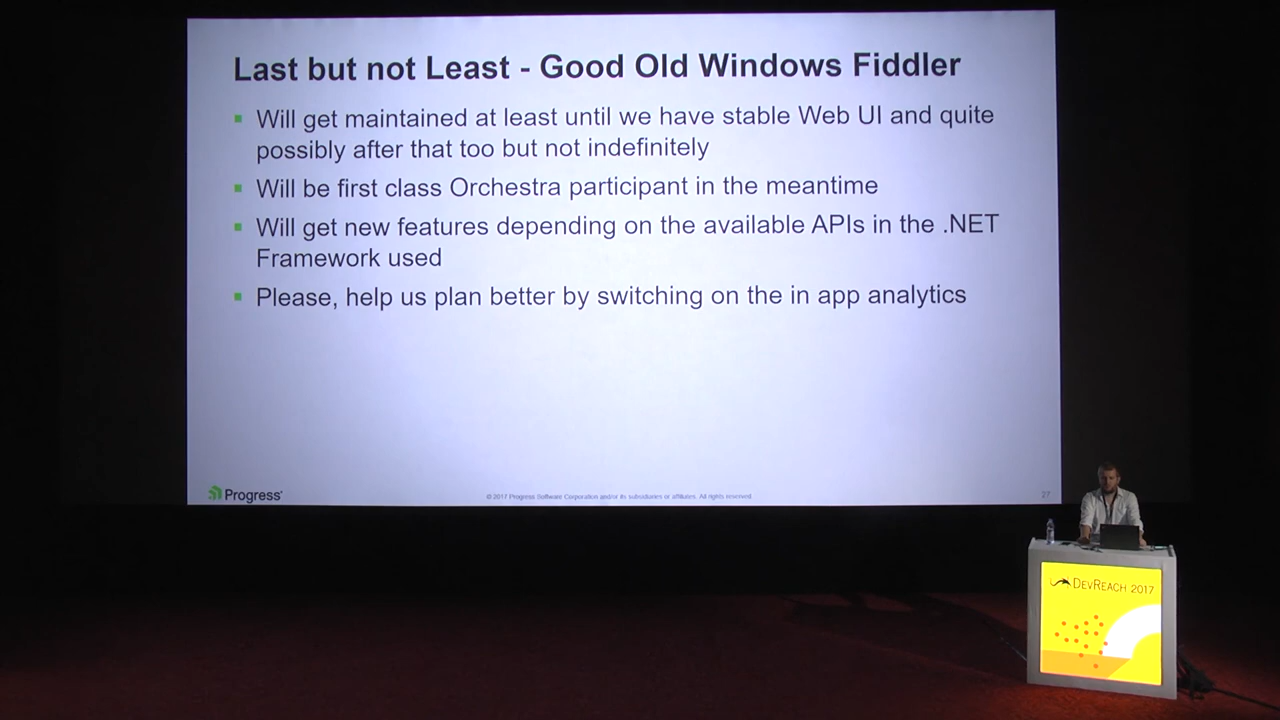 Last but not Least - Good Old Windows Fiddler
Will get maintained at least until we have stable Web UI and quite
possibly after that too but not indefinitely
Will be first class Orchestra participant in the meantime
Will get new features depending on the available APIs in the .NET
Framework used
Please, help us plan better by switching on the in app analytics
Progress
© 2017 Progress Software Corporation and/or its subsidiaries or affiliates. All rights reserved.
27
DEVREACH 2017